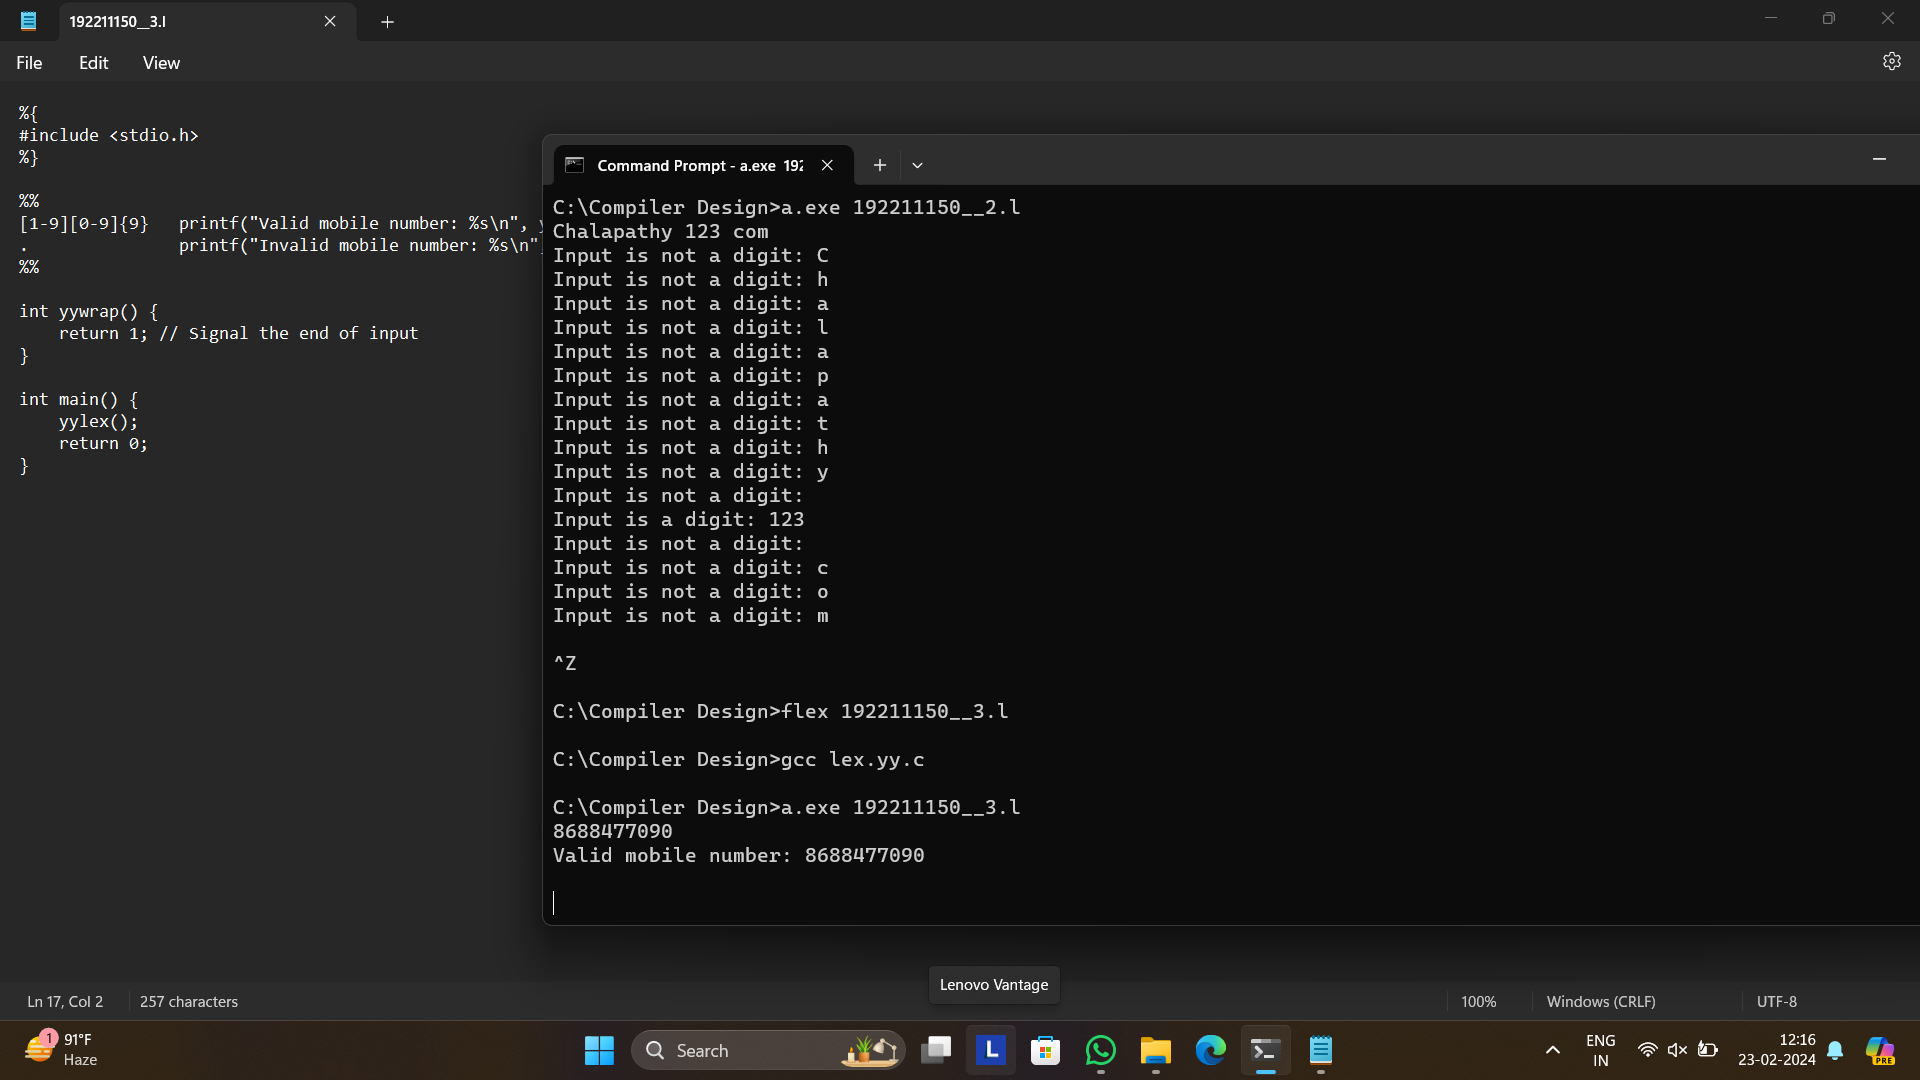 192211150__3.l
File Edit View
%{
#include <stdio.h>
%}
%%
[1-9][0-9]{9} printf("Valid mobile number: %s\n",
. printf("Invalid mobile number: %s\n"
%%
int yywrap() {
return 1; // Signal the end of input
}
int main() {
yylex();
return 0;
}
Command Prompt - a.exe 192
C:\Compiler Design>a.exe 192211150__2.l
Chalapathy 123 com
Input is not a digit: C
Input is not a digit: h
Input is not a digit: a
Input is not a digit: l
Input is not a digit: a
Input is not a digit: p
Input is not a digit: a
Input is not a digit: t
Input is not a digit: h
Input is not a digit: y
Input is not a digit:
Input is a digit: 123
Input is not a digit:
Input is not a digit: c
Input is not a digit: o
Input is not a digit: m
^Z
C:\Compiler Design>flex 192211150__3.l
C:\Compiler Design>gcc lex.yy.c
C:\Compiler Design>a.exe 192211150__3.l
8688477090
Valid mobile number: 8688477090
Lenovo Vantage
Ln 17, Col 2 257 characters 100% Windows (CRLF) UTF-8
1
91°F
Haze
Search
L
ENG
IN
12:16
23-02-2024
PRE